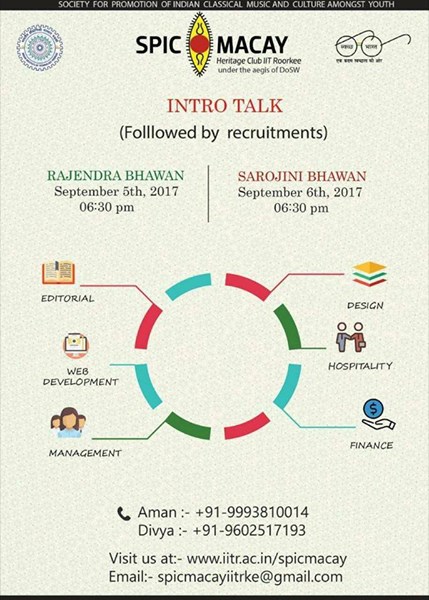 SOCIETY FOR PROMOTION OF INDIAN CLASSICAL MUSIC AND CULTURE AMONGST YOUTH
SPIC MACAY
Heritage Club IIT Roorkee
under the aegis of DoSW
स्वच्छ भारत
एक कदम स्वच्छता की ओर
INTRO TALK
(Folllowed by recruitments)
RAJENDRA BHAWAN
September 5th, 2017
06:30 pm
SAROJINI BHAWAN
September 6th, 2017
06:30 pm
EDITORIAL
DESIGN
WEB
DEVELOPMENT
HOSPITALITY
MANAGEMENT
FINANCE
Aman :- +91-9993810014
Divya :- +91-9602517193
Visit us at:- www.iitr.ac.in/spicmacay
Email:- spicmacayiitrke@gmail.com